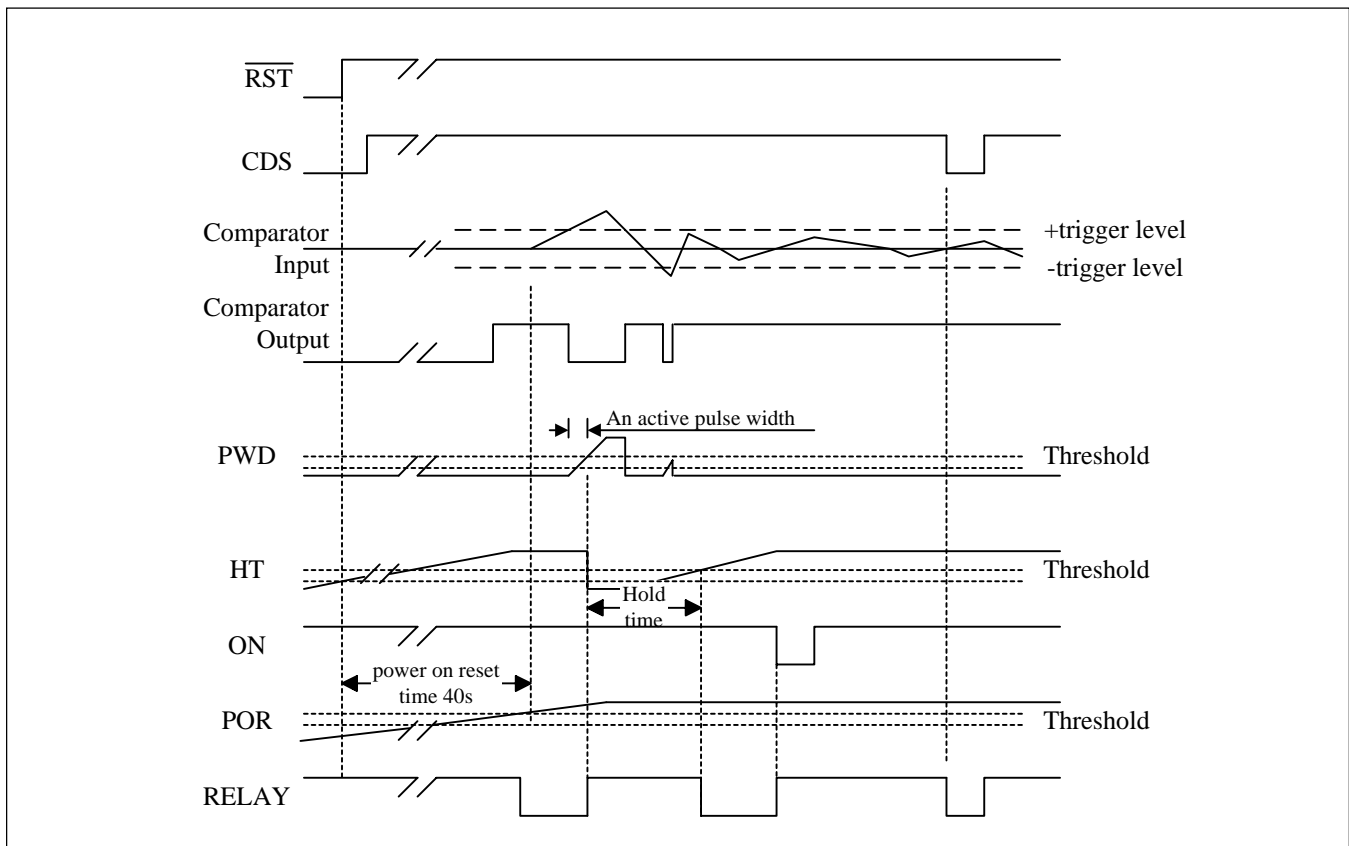 RST
CDS
Comparator
Input
+trigger level
-trigger level
Comparator
Output
An active pulse width
PWD
Threshold
HT
Threshold
Hold
time
ON
power on reset
time 40s
POR
Threshold
RELAY